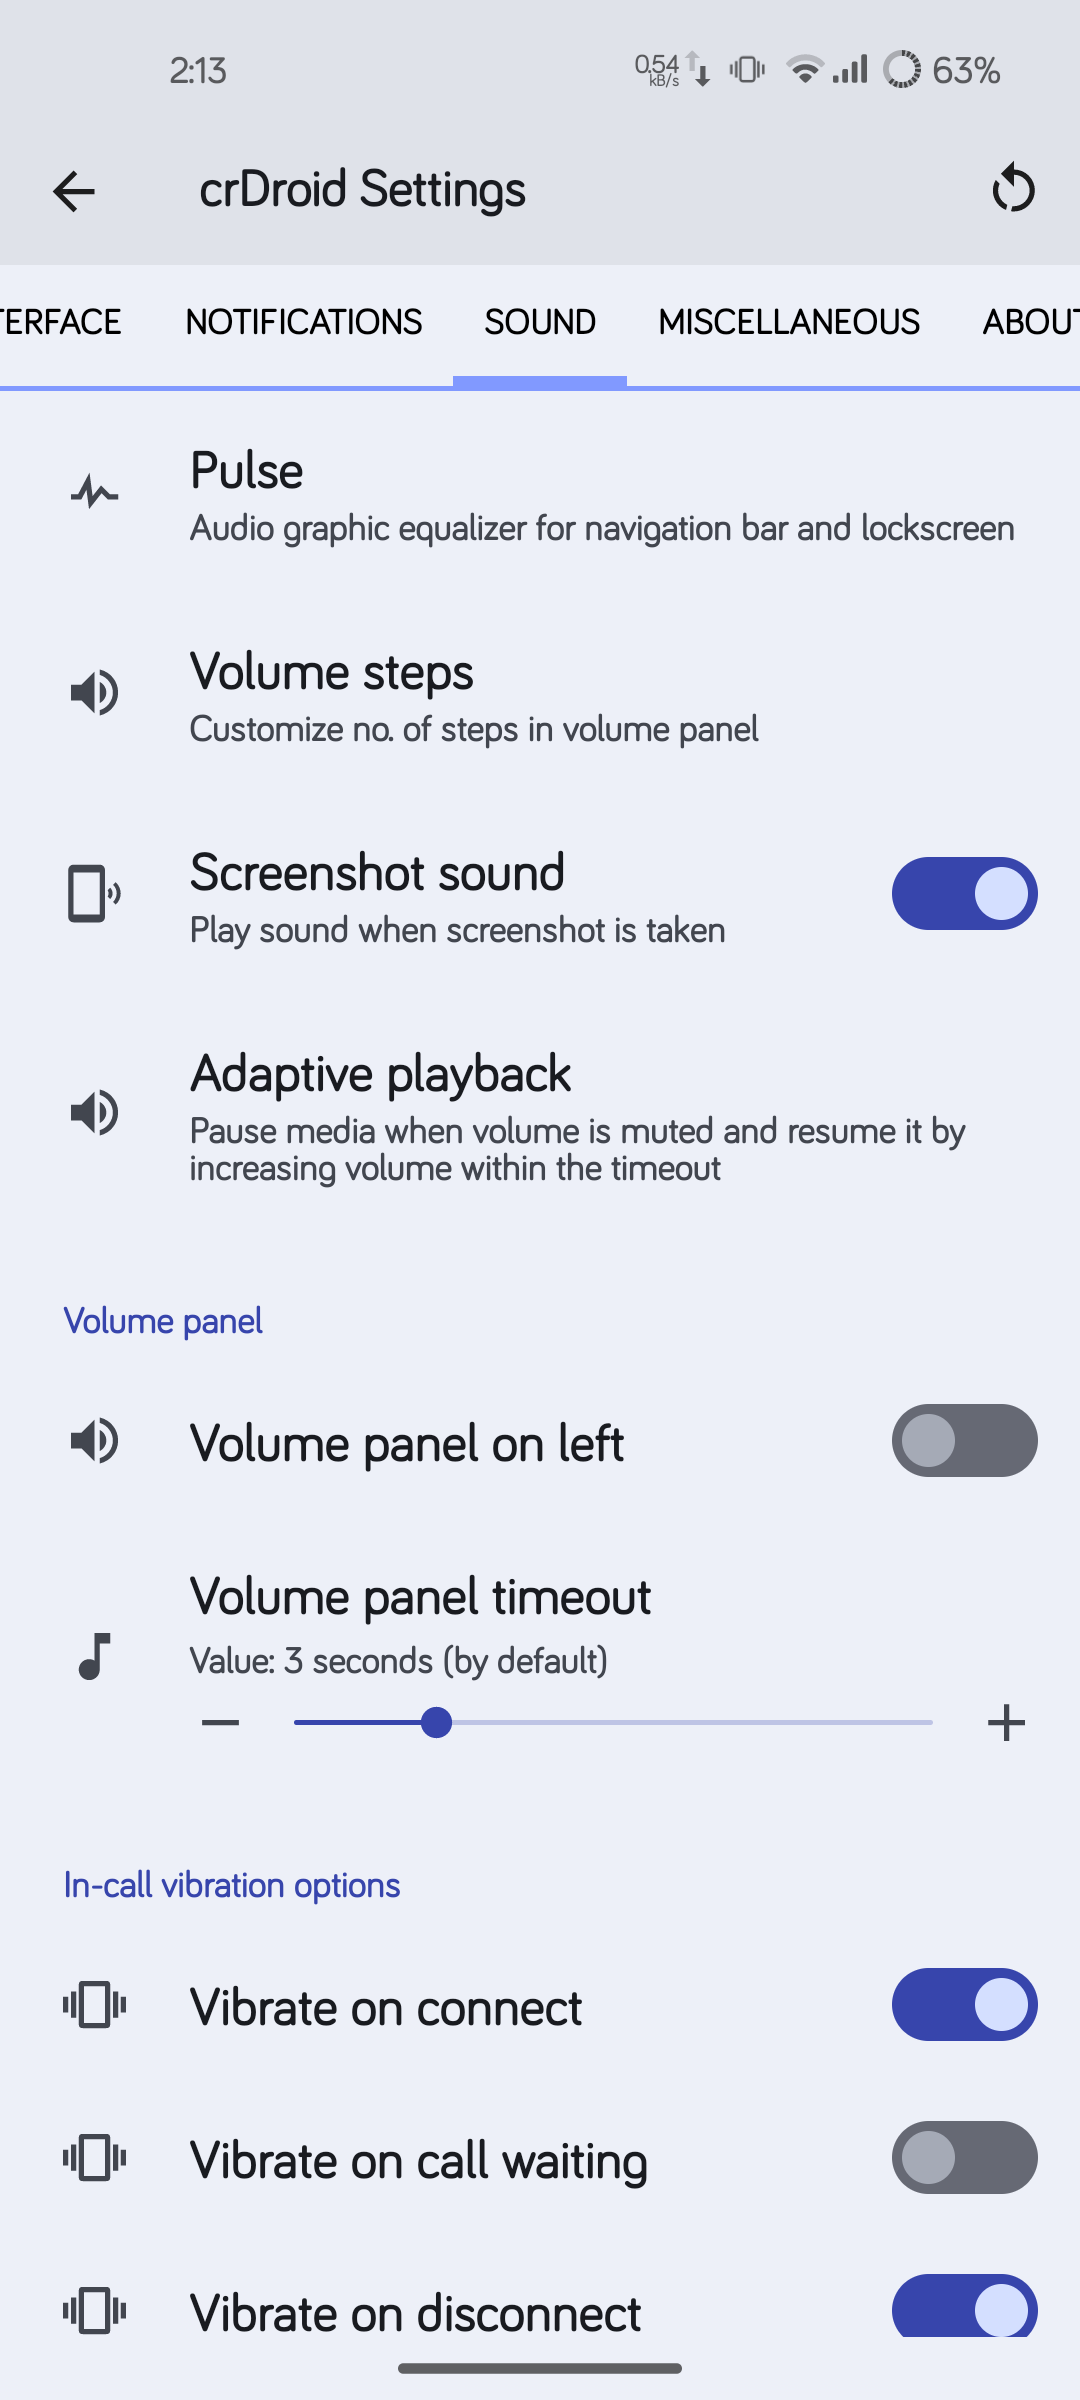 2:13
0.54
kB/s
63%
crDroid Settings
TERFACE NOTIFICATIONS SOUND MISCELLANEOUS ABOUT
Pulse
Audio graphic equalizer for navigation bar and lockscreen
Volume steps
Customize no. of steps in volume panel
Screenshot sound
Play sound when screenshot is taken
Adaptive playback
Pause media when volume is muted and resume it by
increasing volume within the timeout
Volume panel
Volume panel on left
Volume panel timeout
Value: 3 seconds (by default)
In-call vibration options
Vibrate on connect
Vibrate on call waiting
Vibrate on disconnect